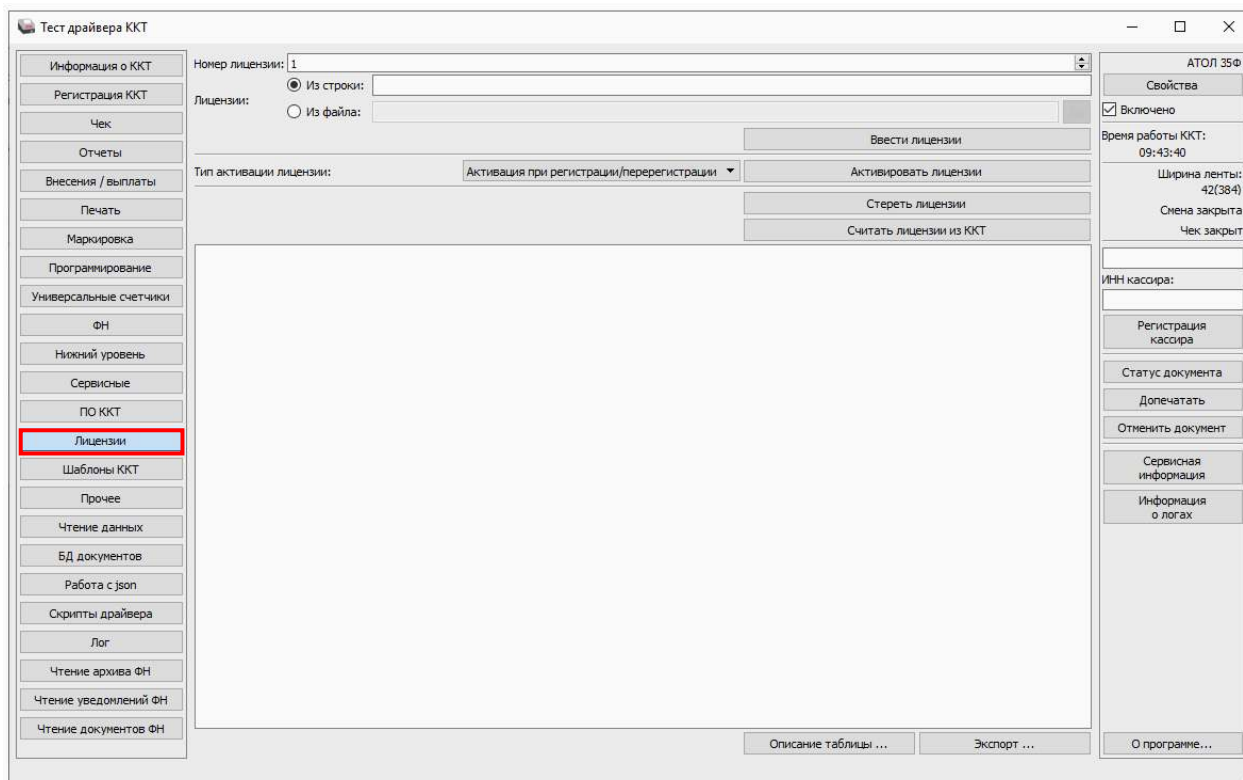 Тест драйвера ККТ
Информация о ККТ
Регистрация ККТ
Чек
Отчеты
Внесения / выплаты
Печать
Маркировка
Программирование
Универсальные счетчики
ФН
Нижний уровень
Сервисные
ПО ККТ
Лицензии
Шаблоны ККТ
Прочее
Чтение данных
БД документов
Работа с json
Скрипты драйвера
Лог
Чтение архива ФН
Чтение уведомлений ФН
Чтение документов ФН
Номер лицензии: 1
Лицензии:
Из строки:
Из файла:
Ввести лицензии
Тип активации лицензии: Активация при регистрации/перерегистрации Активировать лицензии
Стереть лицензии
Считать лицензии из ККТ
Описание таблицы ... Экспорт ...
АТОЛ 35Ф
Свойства
Включено
Время работы ККТ:
09:43:40
Ширина ленты:
42(384)
Смена закрыта
Чек закрыт
ИНН кассира:
Регистрация
кассира
Статус документа
Допечатать
Отменить документ
Сервисная
информация
Информация
о логах
О программе...